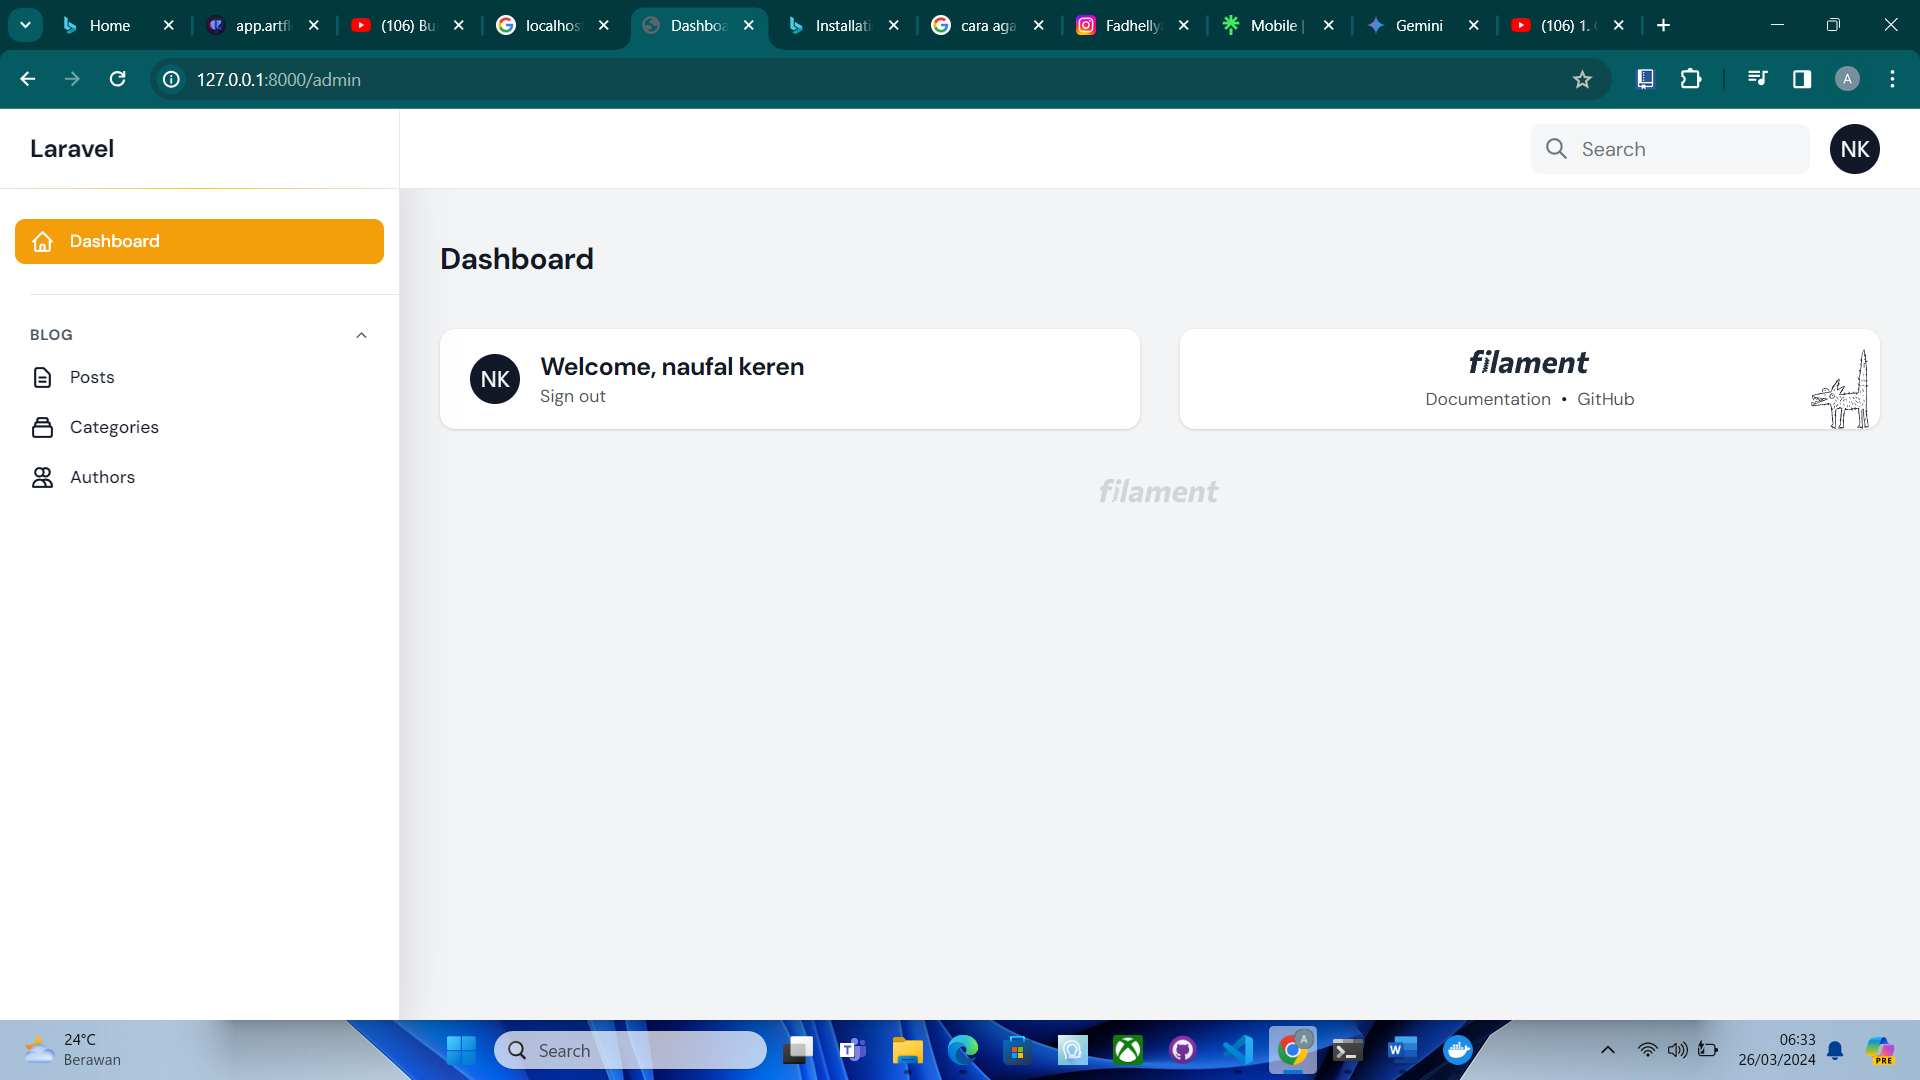 Home
app.artfl
(106) Bu
localhos
Dashboa
Installati
cara aga
Fadhelly
Mobile |
Gemini
(106) 1.
127.0.0.1:8000/admin
A
Laravel
Search
NK
Dashboard
BLOG
Posts
Categories
Authors
Dashboard
NK
Welcome, naufal keren
Sign out
filament
Documentation • GitHub
filament
24°C
Berawan
Search
A
06:33
26/03/2024
PRE